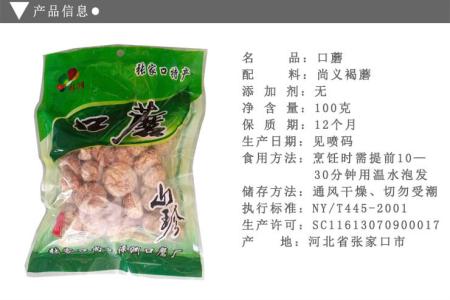 产品信息
张家口特产
口蘑
山珍
名 品：口蘑
配 料：尚义褐蘑
添 加 剂：无
净 含 量：100克
保 质 期：12个月
生产日期：见喷码
食用方法：烹饪时需提前10—
30分钟用温水泡发
储存方法：通风干燥、切勿受潮
执行标准：NY/T445-2001
生产许可：SC11613070900017
产 地：河北省张家口市